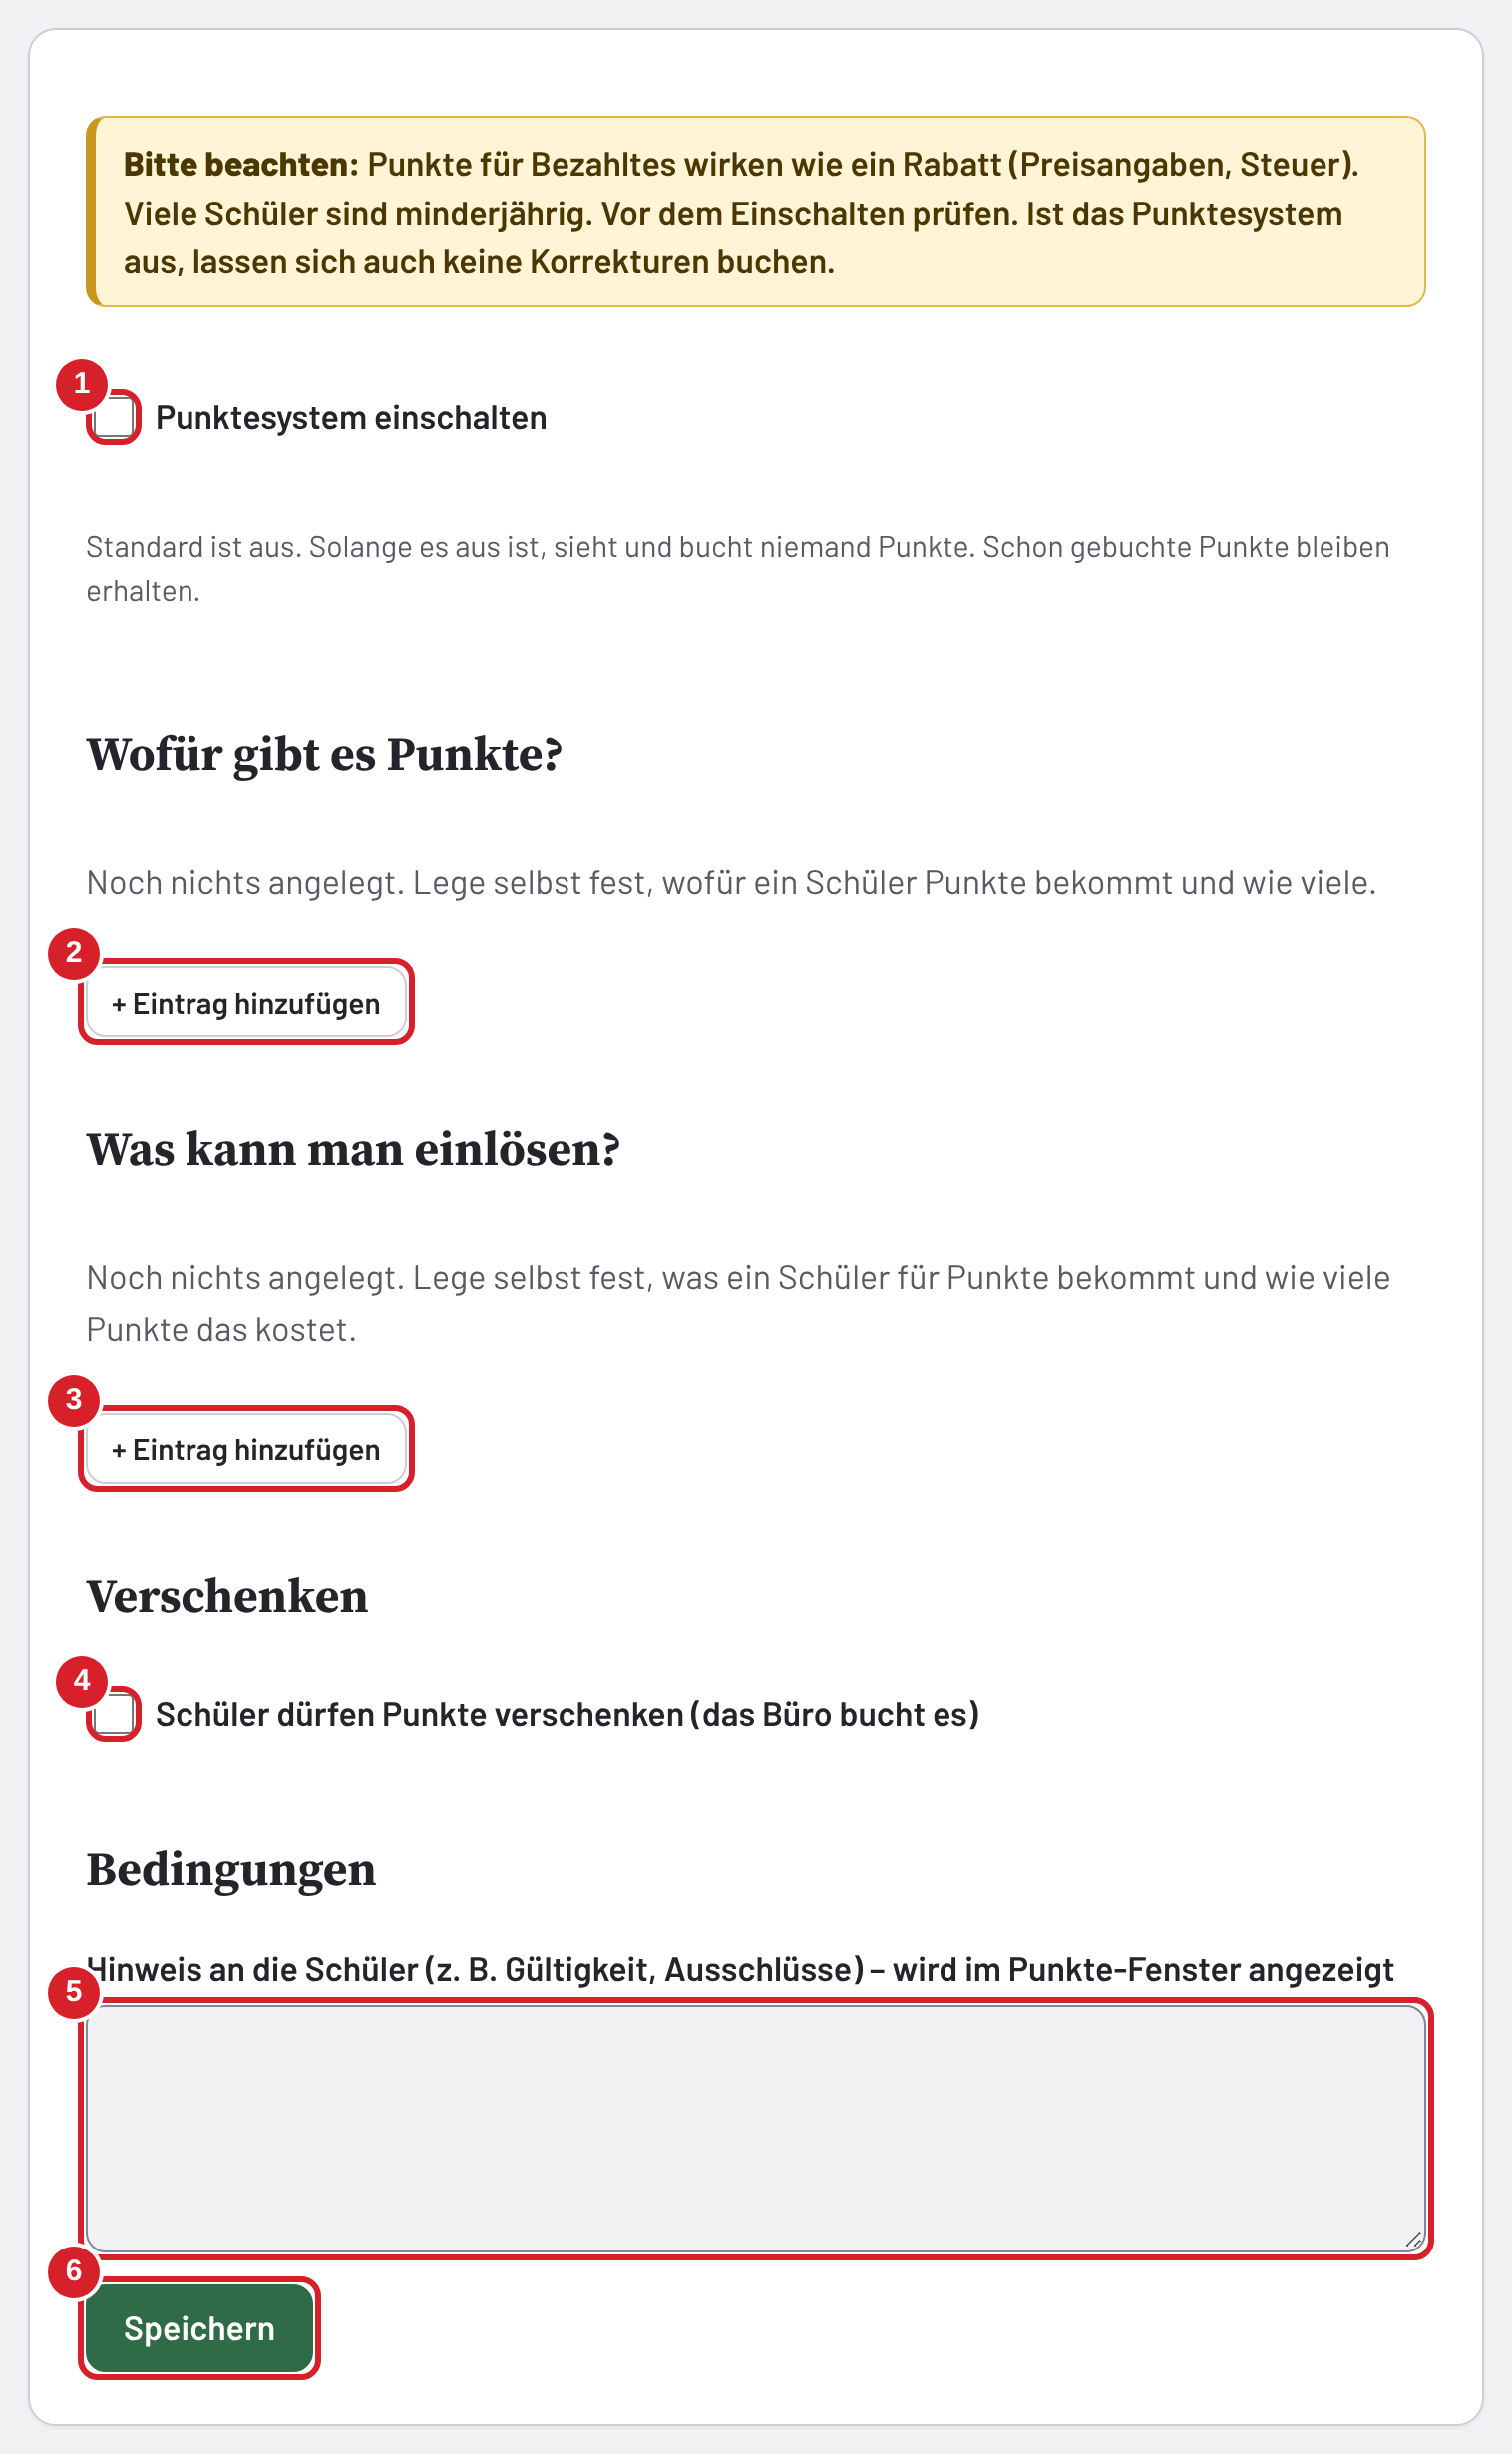 Bitte beachten: Punkte für Bezahltes wirken wie ein Rabatt (Preisangaben, Steuer).
Viele Schüler sind minderjährig. Vor dem Einschalten prüfen. Ist das Punktesystem
aus, lassen sich auch keine Korrekturen buchen.
1
Punktesystem einschalten
Standard ist aus. Solange es aus ist, sieht und bucht niemand Punkte. Schon gebuchte Punkte bleiben
erhalten.
Wofür gibt es Punkte?
Noch nichts angelegt. Lege selbst fest, wofür ein Schüler Punkte bekommt und wie viele.
2
+ Eintrag hinzufügen
Was kann man einlösen?
Noch nichts angelegt. Lege selbst fest, was ein Schüler für Punkte bekommt und wie viele
Punkte das kostet.
3
+ Eintrag hinzufügen
Verschenken
4
Schüler dürfen Punkte verschenken (das Büro bucht es)
Bedingungen
Hinweis an die Schüler (z. B. Gültigkeit, Ausschlüsse) – wird im Punkte-Fenster angezeigt
5
6
Speichern